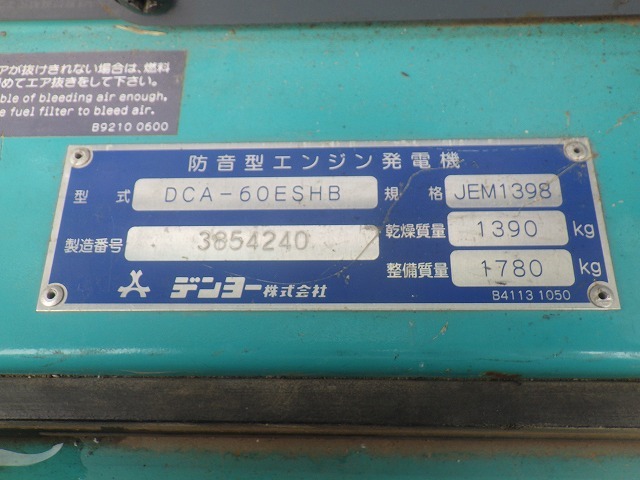 アが抜けきれない場合は、燃料
めてエア抜きをして下さい。
ble of bleeding air enough,
e fuel filter to bleed air.
B9210 0600
防音型エンジン発電機
型式 DCA-60ESHB 規格 JEM1398
製造番号 3854240 乾燥質量 1390 kg
整備質量 1780 kg
デンヨー株式会社
B4113 1050